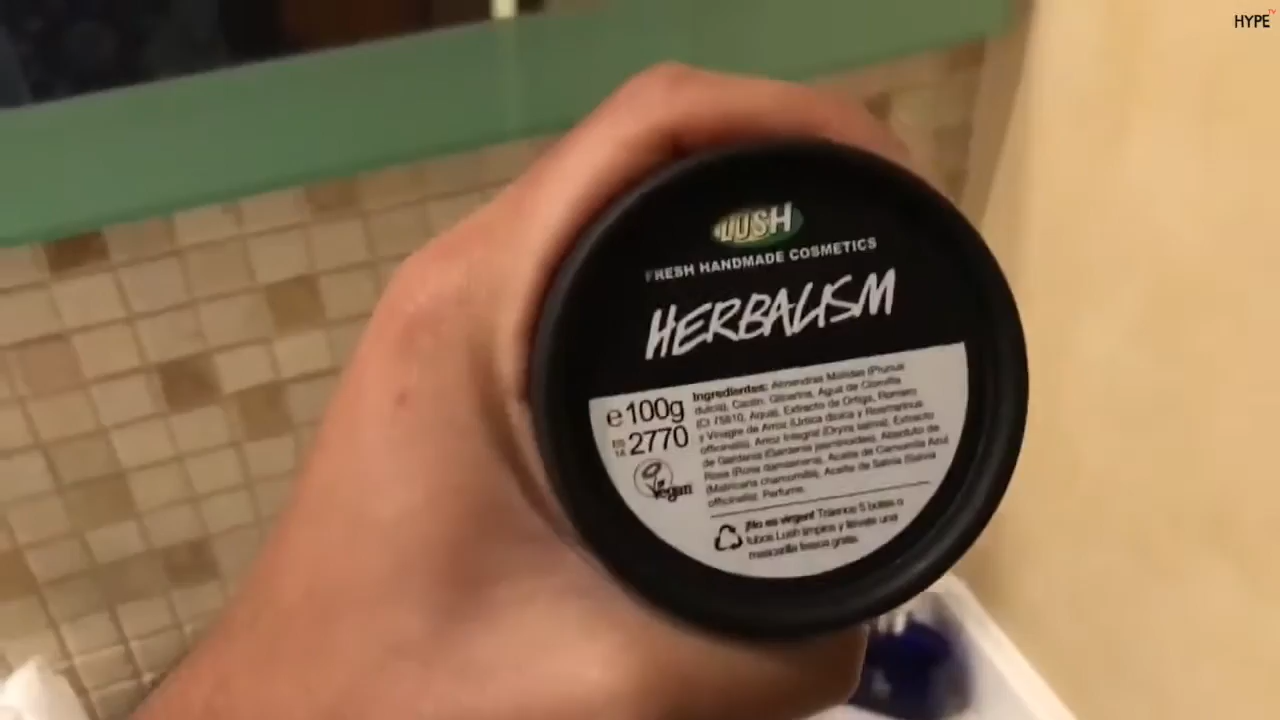 HYPE TV
LUSH
FRESH HANDMADE COSMETICS
HERBALISM
e100g
2770
Vegan
Ingredientes: Almendras Molidas (Prunus
dulcis), Caolin, Glicerina, Agua de Clorofila
(CI 75810, Aqua), Extracto de Ortiga, Romero
y Vinagre de Arroz (Urtica dioica y Rosmarinus
officinalis), Arroz Integral (Oryza sativa), Extracto
de Gardenia (Gardenia jasminoides), Absoluto de
Rosa (Rosa damascena), Aceite de Camomila Azul
(Matricaria chamomilla), Aceite de Salvia (Salvia
officinalis), Perfume.
¡No es virgen! Tráenos 5 botes o
tubos Lush limpios y llévate una
mascarilla fresca gratis.